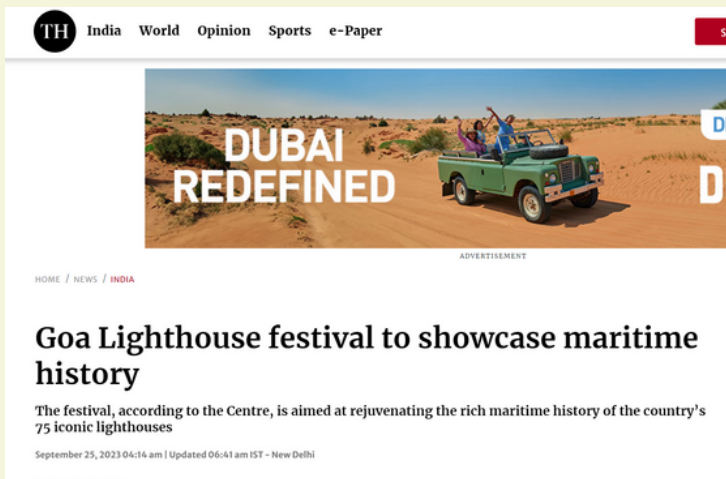 TH India World Opinion Sports e-Paper
S
DUBAI
REDEFINED
D
D
ADVERTISEMENT
HOME / NEWS / INDIA
Goa Lighthouse festival to showcase maritime
history
The festival, according to the Centre, is aimed at rejuvenating the rich maritime history of the country's
75 iconic lighthouses
September 25, 2023 04:14 am | Updated 06:41 am IST - New Delhi